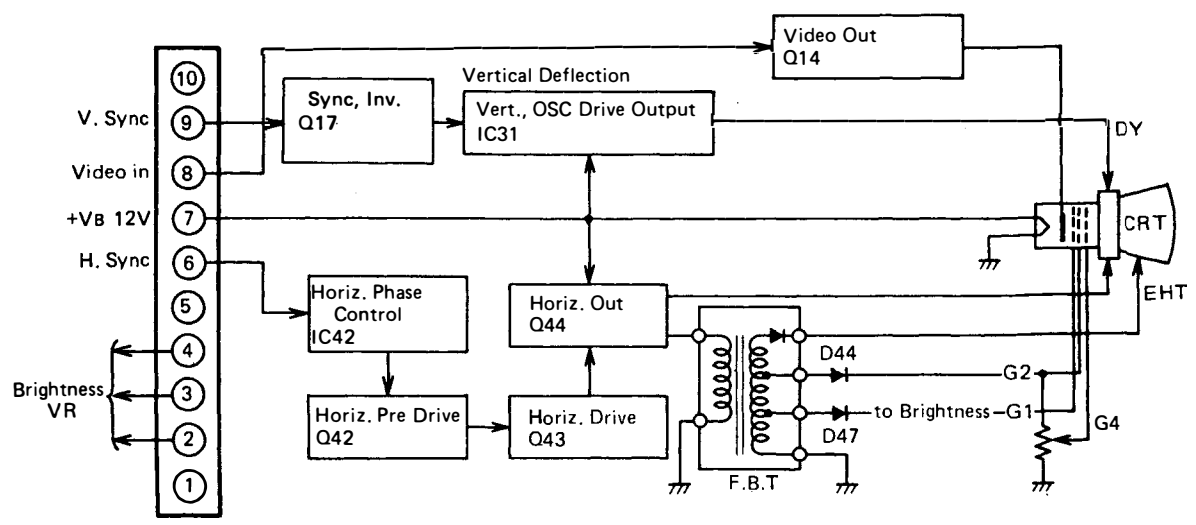 Video Out
Q14
10
Vertical Deflection
V. Sync
9
Sync, Inv.
Q17
Vert., OSC Drive Output
IC31
DY
Video in
8
+VB 12V
7
CRT
H. Sync
6
Horiz. Phase
Control
IC42
Horiz. Out
Q44
EHT
5
4
D44
G2
Brightness
VR
3
Horiz. Pre Drive
Q42
Horiz. Drive
Q43
to Brightness
G1
D47
G4
2
F.B.T
1